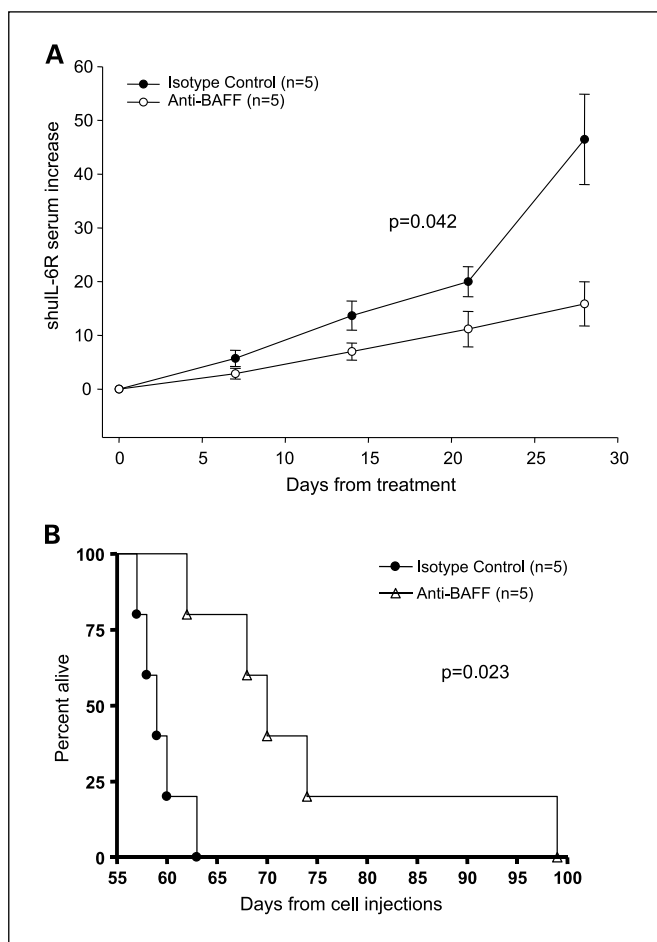 A
60
Isotype Control (n=5)
Anti-BAFF (n=5)
50
40
30
20
10
0
p=0.042
shuIL-6R serum increase
0 5 10 15 20 25 30
Days from treatment
B
100
75
50
25
0
Isotype Control (n=5)
Anti-BAFF (n=5)
p=0.023
Percent alive
55 60 65 70 75 80 85 90 95 100
Days from cell injections